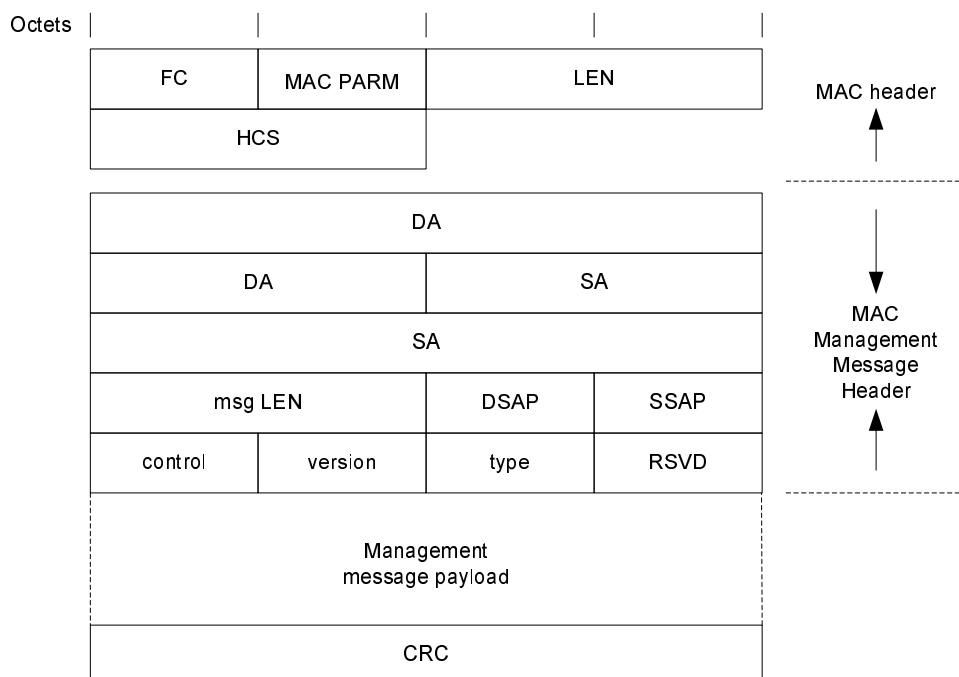 Octets
FC
MAC PARM
LEN
MAC header
HCS
DA
DA
SA
SA
MAC
Management
Message
Header
msg LEN
DSAP
SSAP
control
version
type
RSVD
Management
message payload
CRC